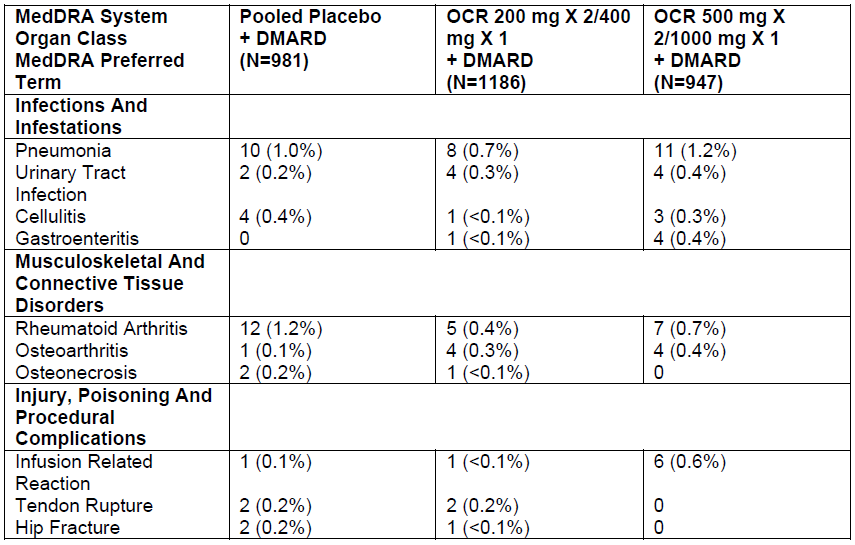 MedDRA System Organ Class MedDRA Preferred Term | Pooled Placebo + DMARD (N=981) | OCR 200 mg X 2/400 mg X 1 + DMARD (N=1186) | OCR 500 mg X 2/1000 mg X 1 + DMARD (N=947)
Infections And Infestations
Pneumonia | 10 (1.0%) | 8 (0.7%) | 11 (1.2%)
Urinary Tract Infection | 2 (0.2%) | 4 (0.3%) | 4 (0.4%)
Cellulitis | 4 (0.4%) | 1 (<0.1%) | 3 (0.3%)
Gastroenteritis | 0 | 1 (<0.1%) | 4 (0.4%)
Musculoskeletal And Connective Tissue Disorders
Rheumatoid Arthritis | 12 (1.2%) | 5 (0.4%) | 7 (0.7%)
Osteoarthritis | 1 (0.1%) | 4 (0.3%) | 4 (0.4%)
Osteonecrosis | 2 (0.2%) | 1 (<0.1%) | 0
Injury, Poisoning And Procedural Complications
Infusion Related Reaction | 1 (0.1%) | 1 (<0.1%) | 6 (0.6%)
Tendon Rupture | 2 (0.2%) | 2 (0.2%) | 0
Hip Fracture | 2 (0.2%) | 1 (<0.1%) | 0